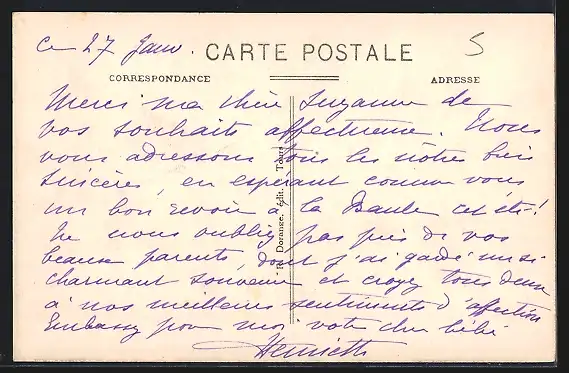 Ce 27 Janv.
CARTE POSTALE
5
CORRESPONDANCE
ADRESSE
Merci ma chère Suzanne de
vos souhaits affectueux. Nous
vous adressons tous les nôtres bien
sincères, en espérant comme vous
un bon revoir à la Baule cet été!
Ne nous oubliez pas près de vos
beaux parents, dont j'ai gardé un si
charmant souvenir et croyez tous deux
à nos meilleurs sentiments d'affection
Embrassez pour moi votre cher bébé
Henriette
R. Dorange, édit. Tours